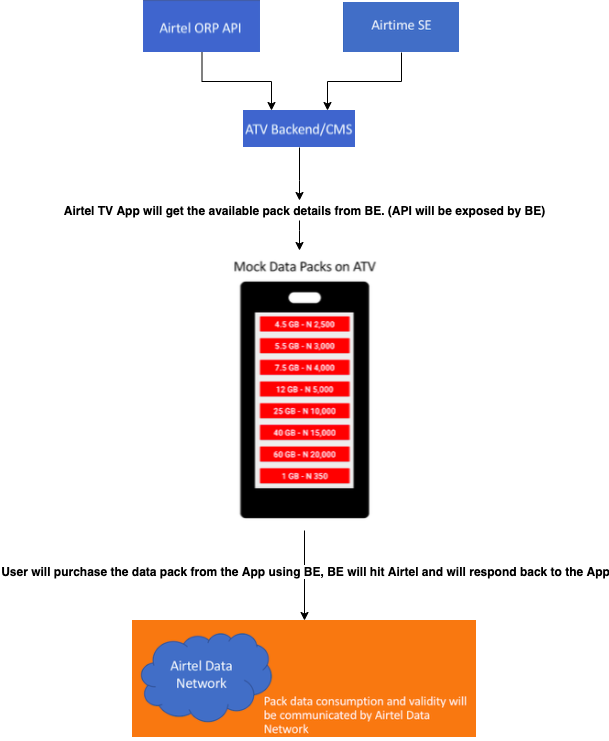 Airtel ORP API
Airtime SE
ATV Backend/CMS
Airtel TV App will get the available pack details from BE. (API will be exposed by BE)
Mock Data Packs on ATV
4.5 GB - N 2,500
5.5 GB - N 3,000
7.5 GB - N 4,000
12 GB - N 5,000
25 GB - N 10,000
40 GB - N 15,000
60 GB - N 20,000
1 GB - N 350
User will purchase the data pack from the App using BE, BE will hit Airtel and will respond back to the App
Airtel Data
Network
Pack data consumption and validity will
be communicated by Airtel Data
Network